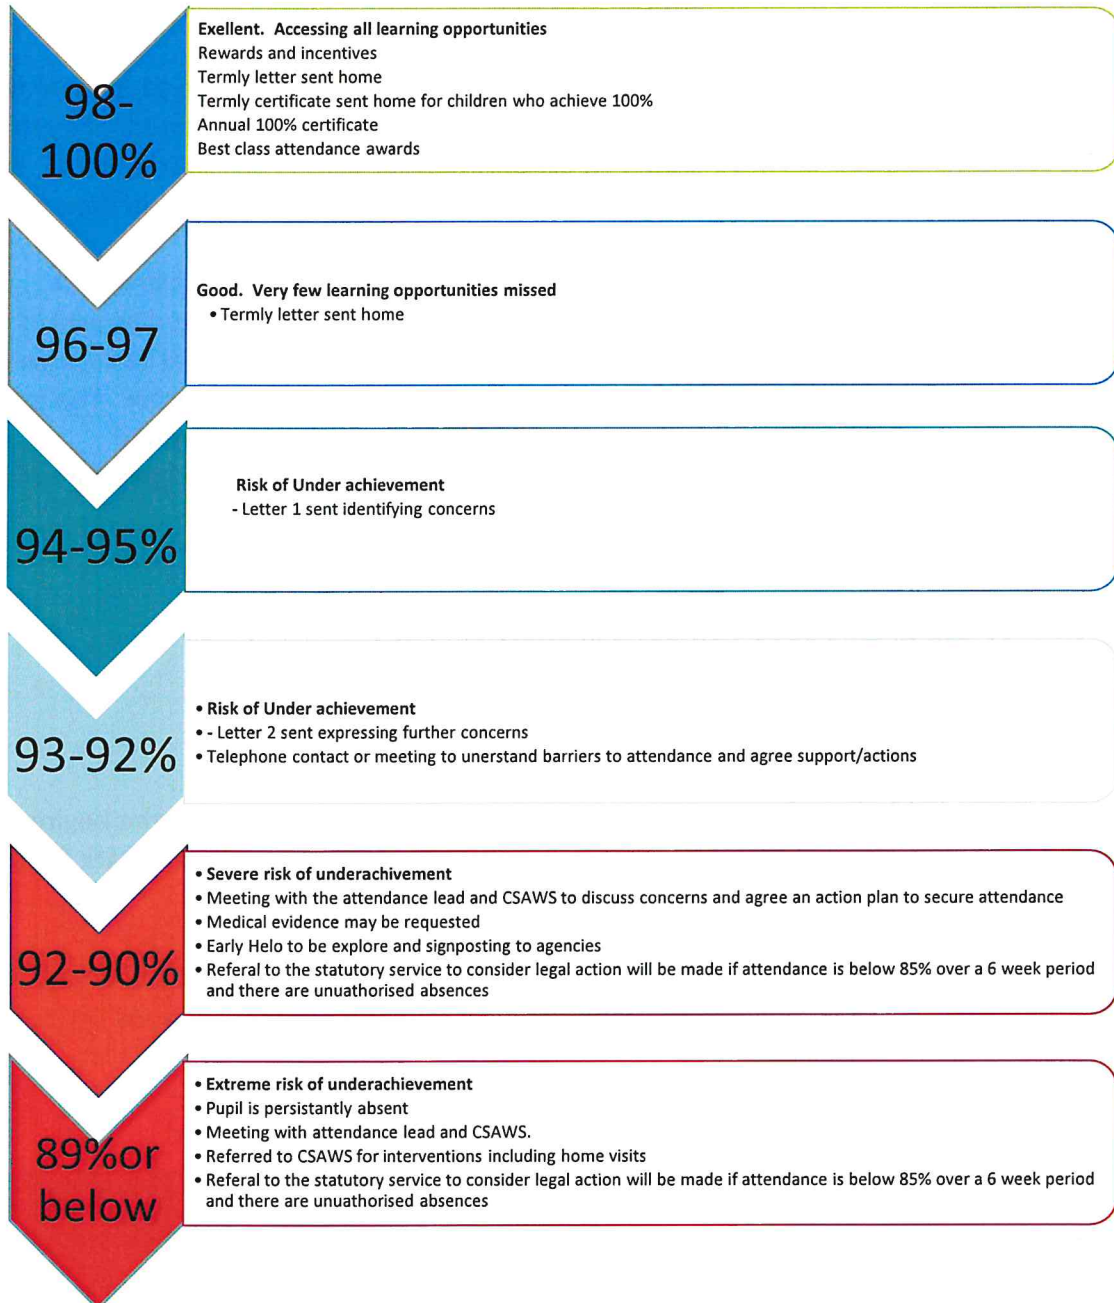 98-
100%
Exellent.  Accessing all learning opportunities
Rewards and incentives
Termly letter sent home
Termly certificate sent home for children who achieve 100%
Annual 100% certificate
Best class attendance awards
96-97
Good.  Very few learning opportunities missed
• Termly letter sent home
94-95%
Risk of Under achievement
- Letter 1 sent identifying concerns
93-92%
• Risk of Under achievement
• - Letter 2 sent expressing further concerns
• Telephone contact or meeting to unerstand barriers to attendance and agree support/actions
92-90%
• Severe risk of underachivement
• Meeting with the attendance lead and CSAWS to discuss concerns and agree an action plan to secure attendance
• Medical evidence may be requested
• Early Helo to be explore and signposting to agencies
• Referal to the statutory service to consider legal action will be made if attendance is below 85% over a 6 week period
and there are unuathorised absences
89%or
below
• Extreme risk of underachievement
• Pupil is persistantly absent
• Meeting with attendance lead and CSAWS.
• Referred to CSAWS for interventions including home visits
• Referral to the statutory service to consider legal action will be made if attendance is below 85% over a 6 week period
and there are unuathorised absences